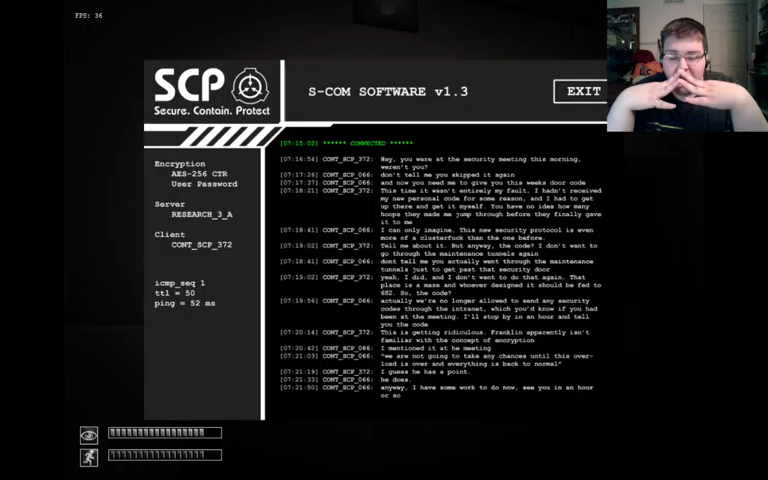 FPS: 36
SCP
Secure. Contain. Protect
S-COM SOFTWARE v1.3
EXIT
Encryption
AES-256 CTR
User Password
Server
RESEARCH_3_A
Client
CONT_SCP_372
icmp_seq 1
ttl = 50
ping = 52 ms
[07:15:02] ****** CONNECTED ******
[07:16:54] CONT_SCP_372: Hey, you were at the security meeting this morning,
weren't you?
[07:17:26] CONT_SCP_066: don't tell me you skipped it again
[07:17:37] CONT_SCP_066: and now you need me to give you this weeks door code
[07:18:21] CONT_SCP_372: This time it wasn't entirely my fault. I hadn't received
my new personal code for some reason, and I had to get
up there and get it myself. You have no idea how many
hoops they made me jump through before they finally gave
it to me
[07:18:41] CONT_SCP_066: I can only imagine. This new security protocol is even
more of a clusterfuck than the one before.
[07:19:02] CONT_SCP_372: Tell me about it. But anyway, the code? I don't want to
go through the maintenance tunnels again
[07:18:41] CONT_SCP_066: dont tell me you actually went through the maintenance
tunnels just to get past that security door
[07:19:02] CONT_SCP_372: yeah, I did, and I don't want to do that again. That
place is a maze and whoever designed it should be fed to
682. So, the code?
[07:19:56] CONT_SCP_066: actually we're no longer allowed to send any security
codes through the intranet, which you'd know if you had
been at the meeting. I'll stop by in an hour and tell
you the code
[07:20:14] CONT_SCP_372: This is getting ridiculous. Franklin apparently isn't
familiar with the concept of encryption
[07:20:42] CONT_SCP_066: I mentioned it at he meeting
[07:21:03] CONT_SCP_066: "we are not going to take any chances until this over-
load is over and everything is back to normal"
[07:21:19] CONT_SCP_372: I guess he has a point.
[07:21:33] CONT_SCP_066: he does.
[07:21:50] CONT_SCP_066: anyway, I have some work to do now, see you in an hour
or so